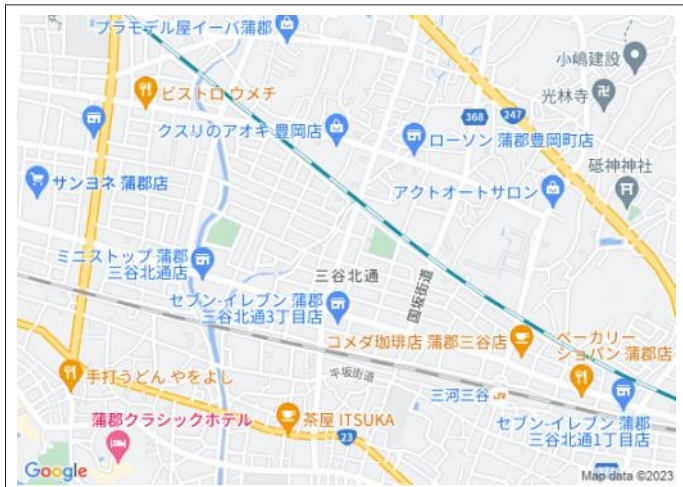 プラモデル屋イーバ蒲郡
小嶋建設
ビストロ ウメチ
光林寺
368
247
クスリのアオキ 豊岡店
ローソン 蒲郡豊岡町店
砥神神社
サンヨネ 蒲郡店
アクトオートサロン
ミニストップ 蒲郡
三谷北通店
三谷北通
国坂街道
セブン-イレブン 蒲郡
三谷北通3丁目店
コメダ珈琲店 蒲郡三谷店
ベーカリー
ショパン 蒲郡店
手打うどん やをよし
平坂街道
三河三谷 JR
蒲郡クラシックホテル
茶屋 ITSUKA
23
セブン-イレブン 蒲郡
三谷北通1丁目店
Google
Map data ©2023